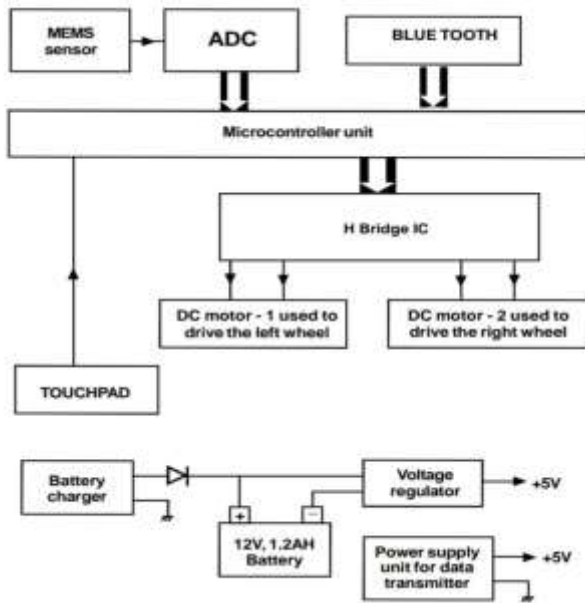 MEMS
sensor
ADC
BLUE TOOTH
Microcontroller unit
H Bridge IC
DC motor - 1 used to
drive the left wheel
DC motor - 2 used to
drive the right wheel
TOUCHPAD
Battery
charger
Voltage
regulator
+5V
+
−
12V, 1.2AH
Battery
Power supply
unit for data
transmitter
+5V